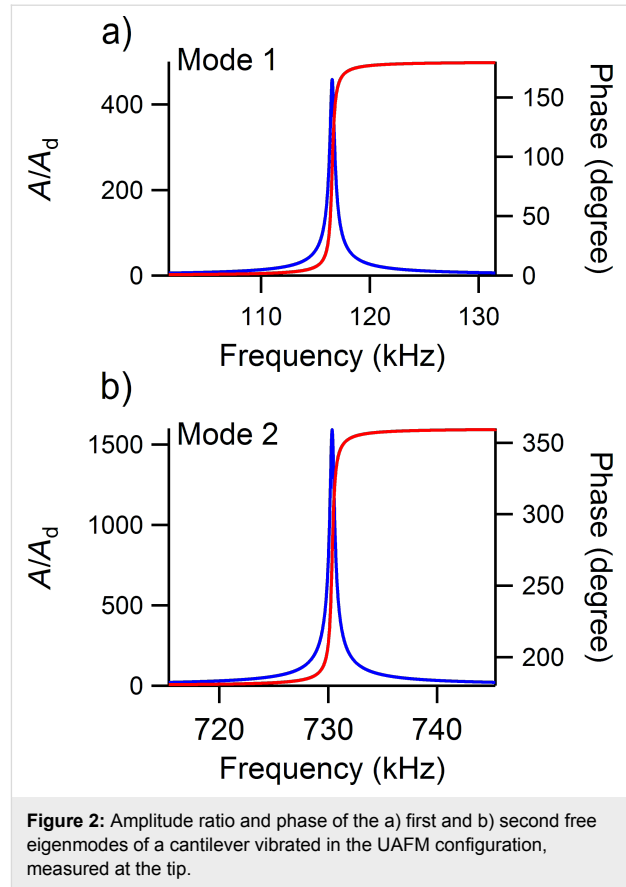 a)
Mode 1
400
200
0
A/Ad
150
100
50
0
Phase (degree)
110 120 130
Frequency (kHz)
b)
Mode 2
1500
1000
500
0
A/Ad
350
300
250
200
Phase (degree)
720 730 740
Frequency (kHz)
Figure 2: Amplitude ratio and phase of the a) first and b) second free
eigenmodes of a cantilever vibrated in the UAFM configuration,
measured at the tip.